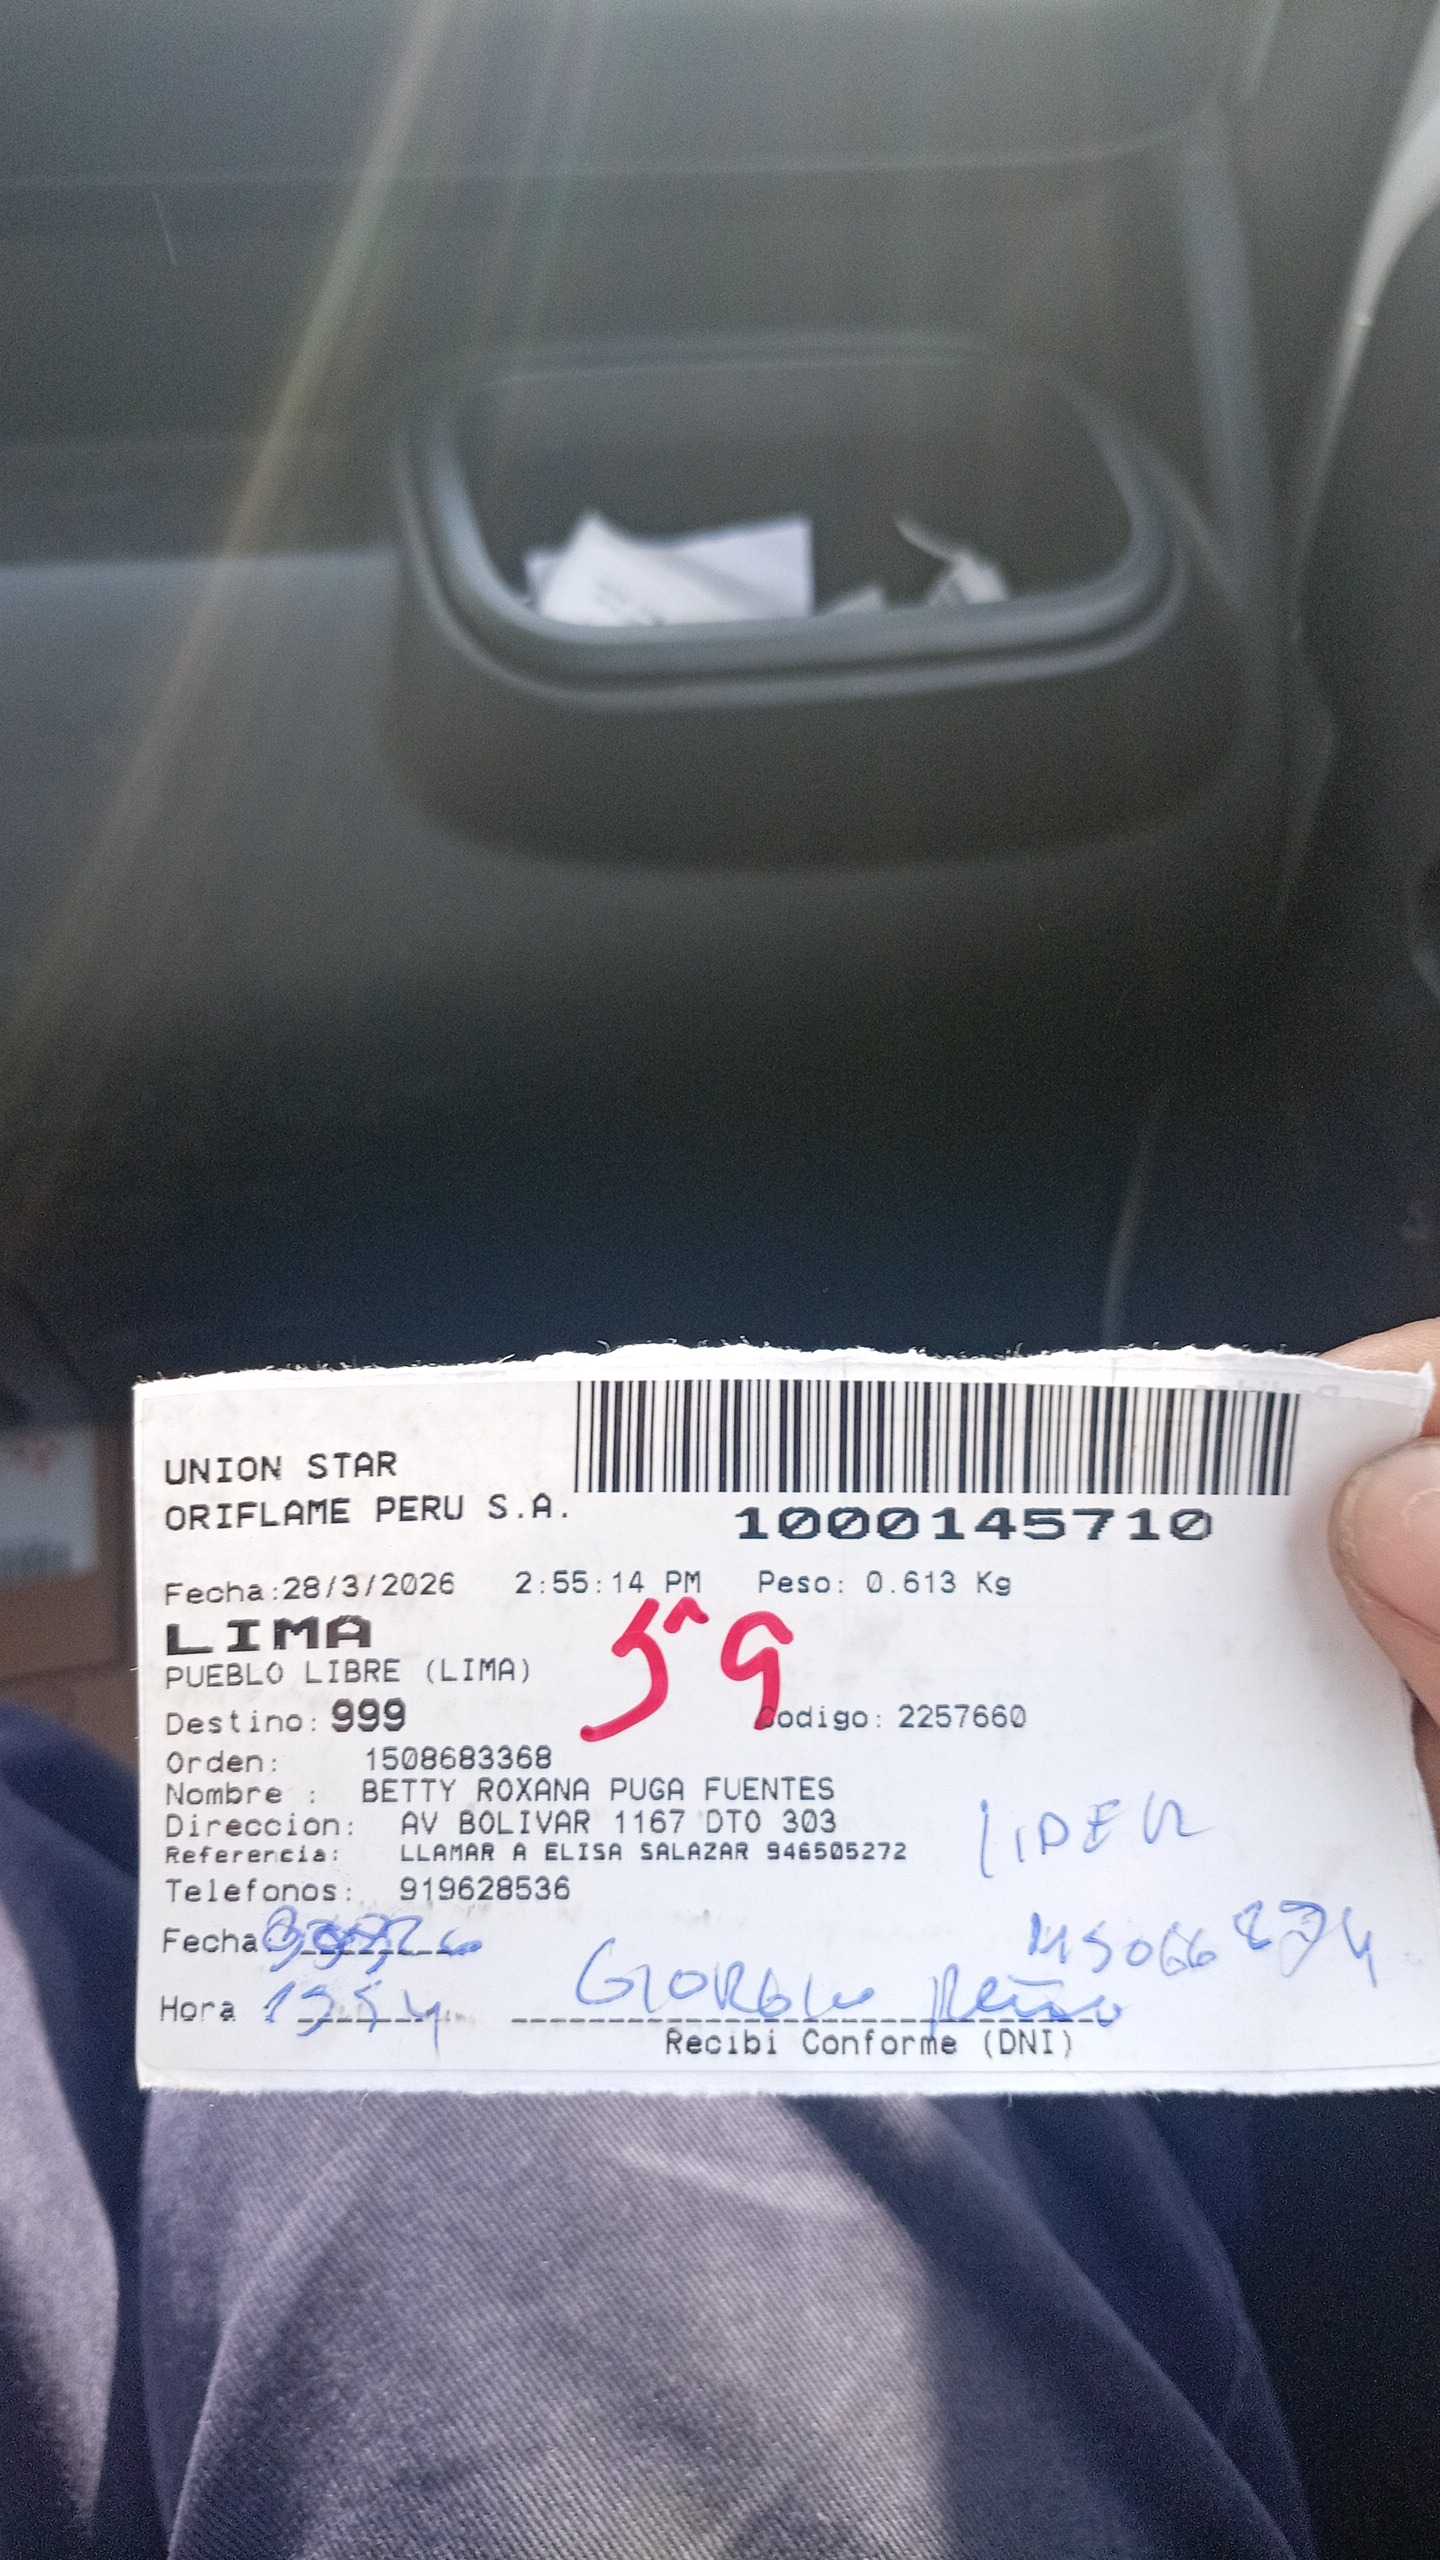 UNION STAR
ORIFLAME PERU S.A.
1000145710
Fecha:28/3/2026 2:55:14 PM Peso: 0.613 Kg
LIMA
PUEBLO LIBRE (LIMA)
Destino: 999 Codigo: 2257660
Orden: 1508683368
Nombre : BETTY ROXANA PUGA FUENTES
Direccion: AV BOLIVAR 1167 DTO 303
Referencia: LLAMAR A ELISA SALAZAR 946505272
LIDER
Telefonos: 919628536
Fecha
Hora
Recibi Conforme (DNI)